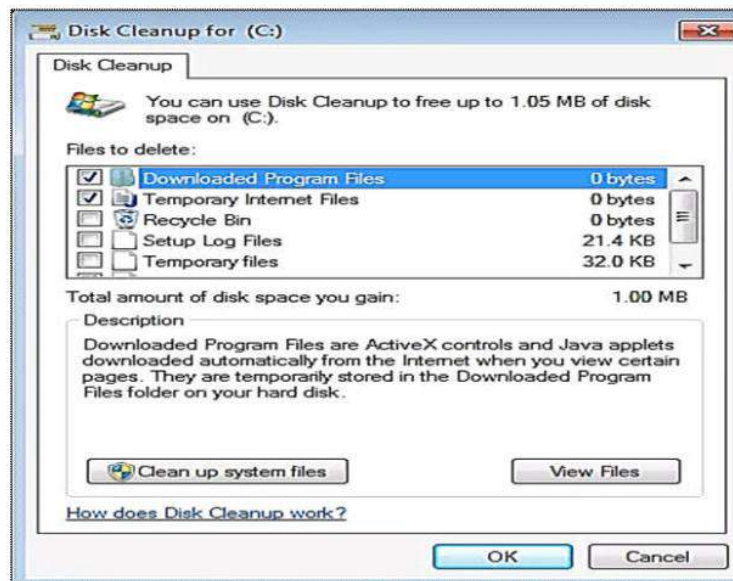 Disk Cleanup for (C:)
Disk Cleanup
You can use Disk Cleanup to free up to 1.05 MB of disk
space on (C:).
Files to delete:
Downloaded Program Files 0 bytes
Temporary Internet Files 0 bytes
Recycle Bin 0 bytes
Setup Log Files 21.4 KB
Temporary files 32.0 KB
Total amount of disk space you gain: 1.00 MB
Description
Downloaded Program Files are ActiveX controls and Java applets
downloaded automatically from the Internet when you view certain
pages. They are temporarily stored in the Downloaded Program
Files folder on your hard disk.
Clean up system files View Files
How does Disk Cleanup work?
OK Cancel